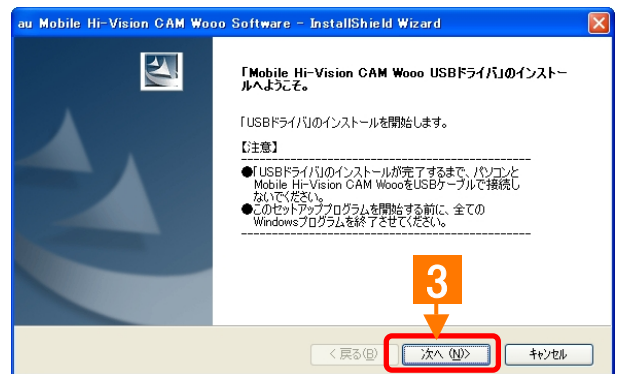 au Mobile Hi-Vision CAM Wooo Software - InstallShield Wizard
「Mobile Hi-Vision CAM Wooo USBドライバ」のインストー
ルへようこそ。
「USBドライバ」のインストールを開始します。
【注意】
--------------------------------------------------
●「USBドライバ」のインストールが完了するまで、パソコンと
Mobile Hi-Vision CAM WoooをUSBケーブルで接続し
ないでください。
●このセットアッププログラムを開始する前に、全ての
Windowsプログラムを終了させてください。
--------------------------------------------------
3
< 戻る(B)
次へ (N)>
キャンセル